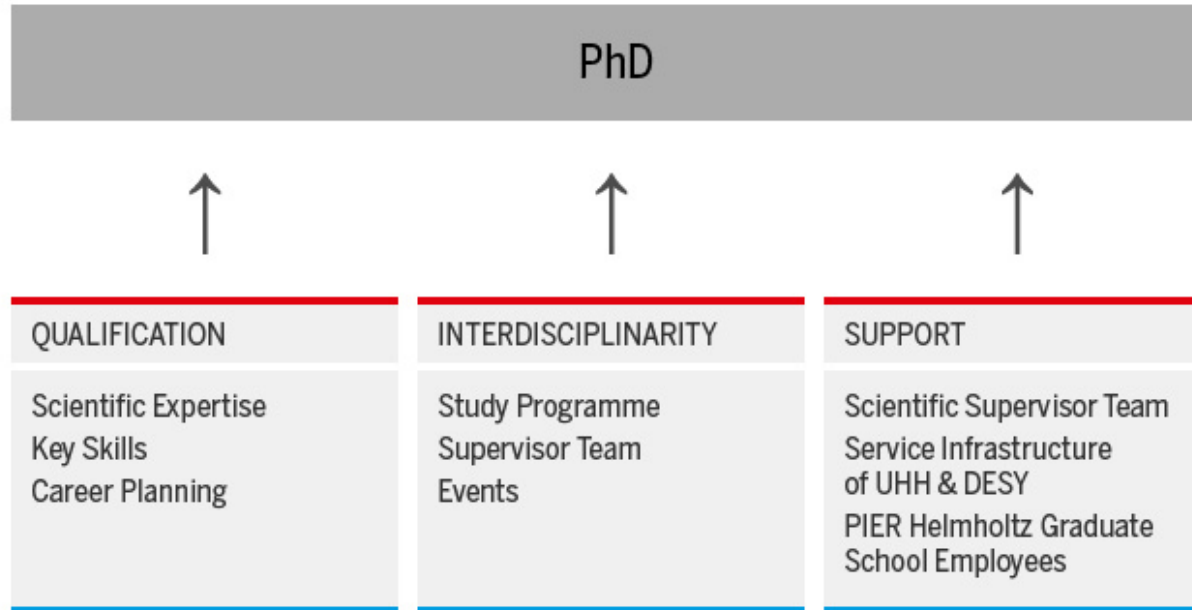 PhD
QUALIFICATION
Scientific Expertise
Key Skills
Career Planning
INTERDISCIPLINARITY
Study Programme
Supervisor Team
Events
SUPPORT
Scientific Supervisor Team
Service Infrastructure
of UHH & DESY
PIER Helmholtz Graduate
School Employees